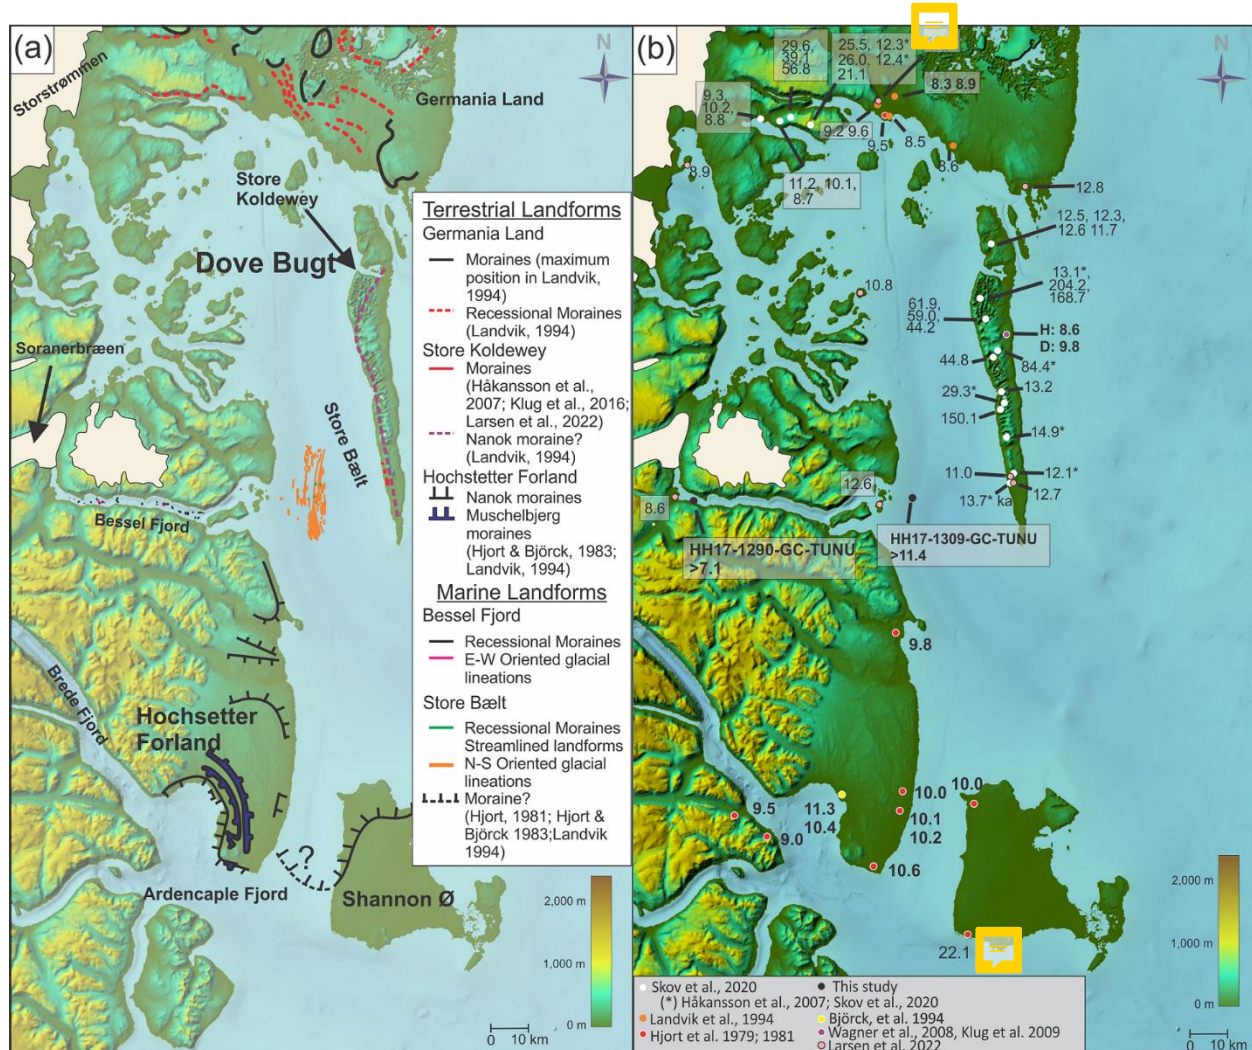 (a)
N
Storstrømmen
Germania Land
Store
Koldewey
Dove Bugt
Soranerbræen
Store Bælt
Bessel Fjord
Brede Fjord
Hochsetter
Forland
?
Ardencaple Fjord
Shannon Ø
Terrestrial Landforms
Germania Land
Moraines (maximum
position in Landvik,
1994)
Recessional Moraines
(Landvik, 1994)
Store Koldewey
Moraines
(Håkansson et al.,
2007; Klug et al., 2016;
Larsen et al., 2022)
Nanok moraine?
(Landvik, 1994)
Hochstetter Forland
Nanok moraines
Muschelbjerg
moraines
(Hjort & Björck, 1983;
Landvik, 1994)
Marine Landforms
Bessel Fjord
Recessional Moraines
E-W Oriented glacial
lineations
Store Bælt
Recessional Moraines
Streamlined landforms
N-S Oriented glacial
lineations
Moraine?
(Hjort, 1981; Hjort &
Björck 1983;Landvik
1994)
2,000 m
1,000 m
0 m
0 10 km
(b)
N
29.6,
39.1
56.8
25.5, 12.3*
26.0, 12.4*
21.1
8.3 8.9
9.3,
10.2,
8.8
9.2 9.6
9.5
8.5
8.6
8.9
11.2, 10.1,
8.7
12.8
12.5, 12.3,
12.6 11.7
13.1*,
204.2,
168.7
10.8
61.9,
59.0,
44.2
H: 8.6
D: 9.8
44.8
84.4*
29.3*
13.2
150.1
14.9*
11.0
12.1*
13.7* ka
12.7
12.6
8.6
HH17-1290-GC-TUNU
>7.1
HH17-1309-GC-TUNU
>11.4
9.8
9.5
9.0
11.3
10.4
10.0
10.1
10.2
10.0
10.6
22.1
2,000 m
1,000 m
0 m
0 10 km
Skov et al., 2020
(*) Håkansson et al., 2007; Skov et al., 2020
Landvik et al., 1994
Hjort et al. 1979; 1981
This study
Björck, et al. 1994
Wagner et al., 2008, Klug et al. 2009
Larsen et al. 2022